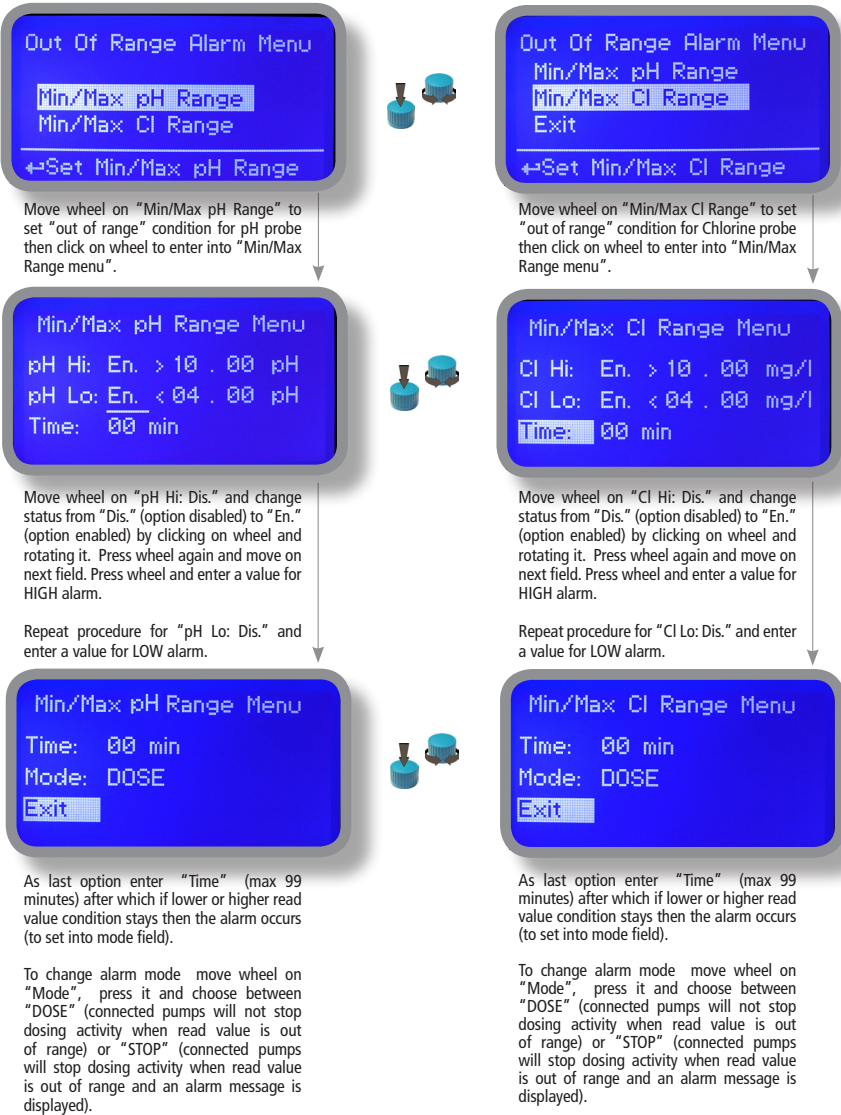 Out Of Range Alarm Menu
Min/Max pH Range
Min/Max Cl Range
↵Set Min/Max pH Range
Move wheel on “Min/Max pH Range” to
set “out of range” condition for pH probe
then click on wheel to enter into “Min/Max
Range menu”.
Min/Max pH Range Menu
pH Hi: En. > 10 . 00 pH
pH Lo: En. < 04 . 00 pH
Time: 00 min
Move wheel on “pH Hi: Dis.” and change
status from “Dis.” (option disabled) to “En.”
(option enabled) by clicking on wheel and
rotating it. Press wheel again and move on
next field. Press wheel and enter a value for
HIGH alarm.
Repeat procedure for “pH Lo: Dis.” and
enter a value for LOW alarm.
Min/Max pH Range Menu
Time: 00 min
Mode: DOSE
Exit
As last option enter “Time” (max 99
minutes) after which if lower or higher read
value condition stays then the alarm occurs
(to set into mode field).
To change alarm mode move wheel on
“Mode”, press it and choose between
“DOSE” (connected pumps will not stop
dosing activity when read value is out
of range) or “STOP” (connected pumps
will stop dosing activity when read value
is out of range and an alarm message is
displayed).
Out Of Range Alarm Menu
Min/Max pH Range
Min/Max Cl Range
Exit
↵Set Min/Max Cl Range
Move wheel on “Min/Max Cl Range” to set
“out of range” condition for Chlorine probe
then click on wheel to enter into “Min/Max
Range menu”.
Min/Max Cl Range Menu
Cl Hi: En. > 10 . 00 mg/l
Cl Lo: En. < 04 . 00 mg/l
Time: 00 min
Move wheel on “Cl Hi: Dis.” and change
status from “Dis.” (option disabled) to “En.”
(option enabled) by clicking on wheel and
rotating it. Press wheel again and move on
next field. Press wheel and enter a value for
HIGH alarm.
Repeat procedure for “Cl Lo: Dis.” and enter
a value for LOW alarm.
Min/Max Cl Range Menu
Time: 00 min
Mode: DOSE
Exit
As last option enter “Time” (max 99
minutes) after which if lower or higher read
value condition stays then the alarm occurs
(to set into mode field).
To change alarm mode move wheel on
“Mode”, press it and choose between
“DOSE” (connected pumps will not stop
dosing activity when read value is out
of range) or “STOP” (connected pumps
will stop dosing activity when read value
is out of range and an alarm message is
displayed).